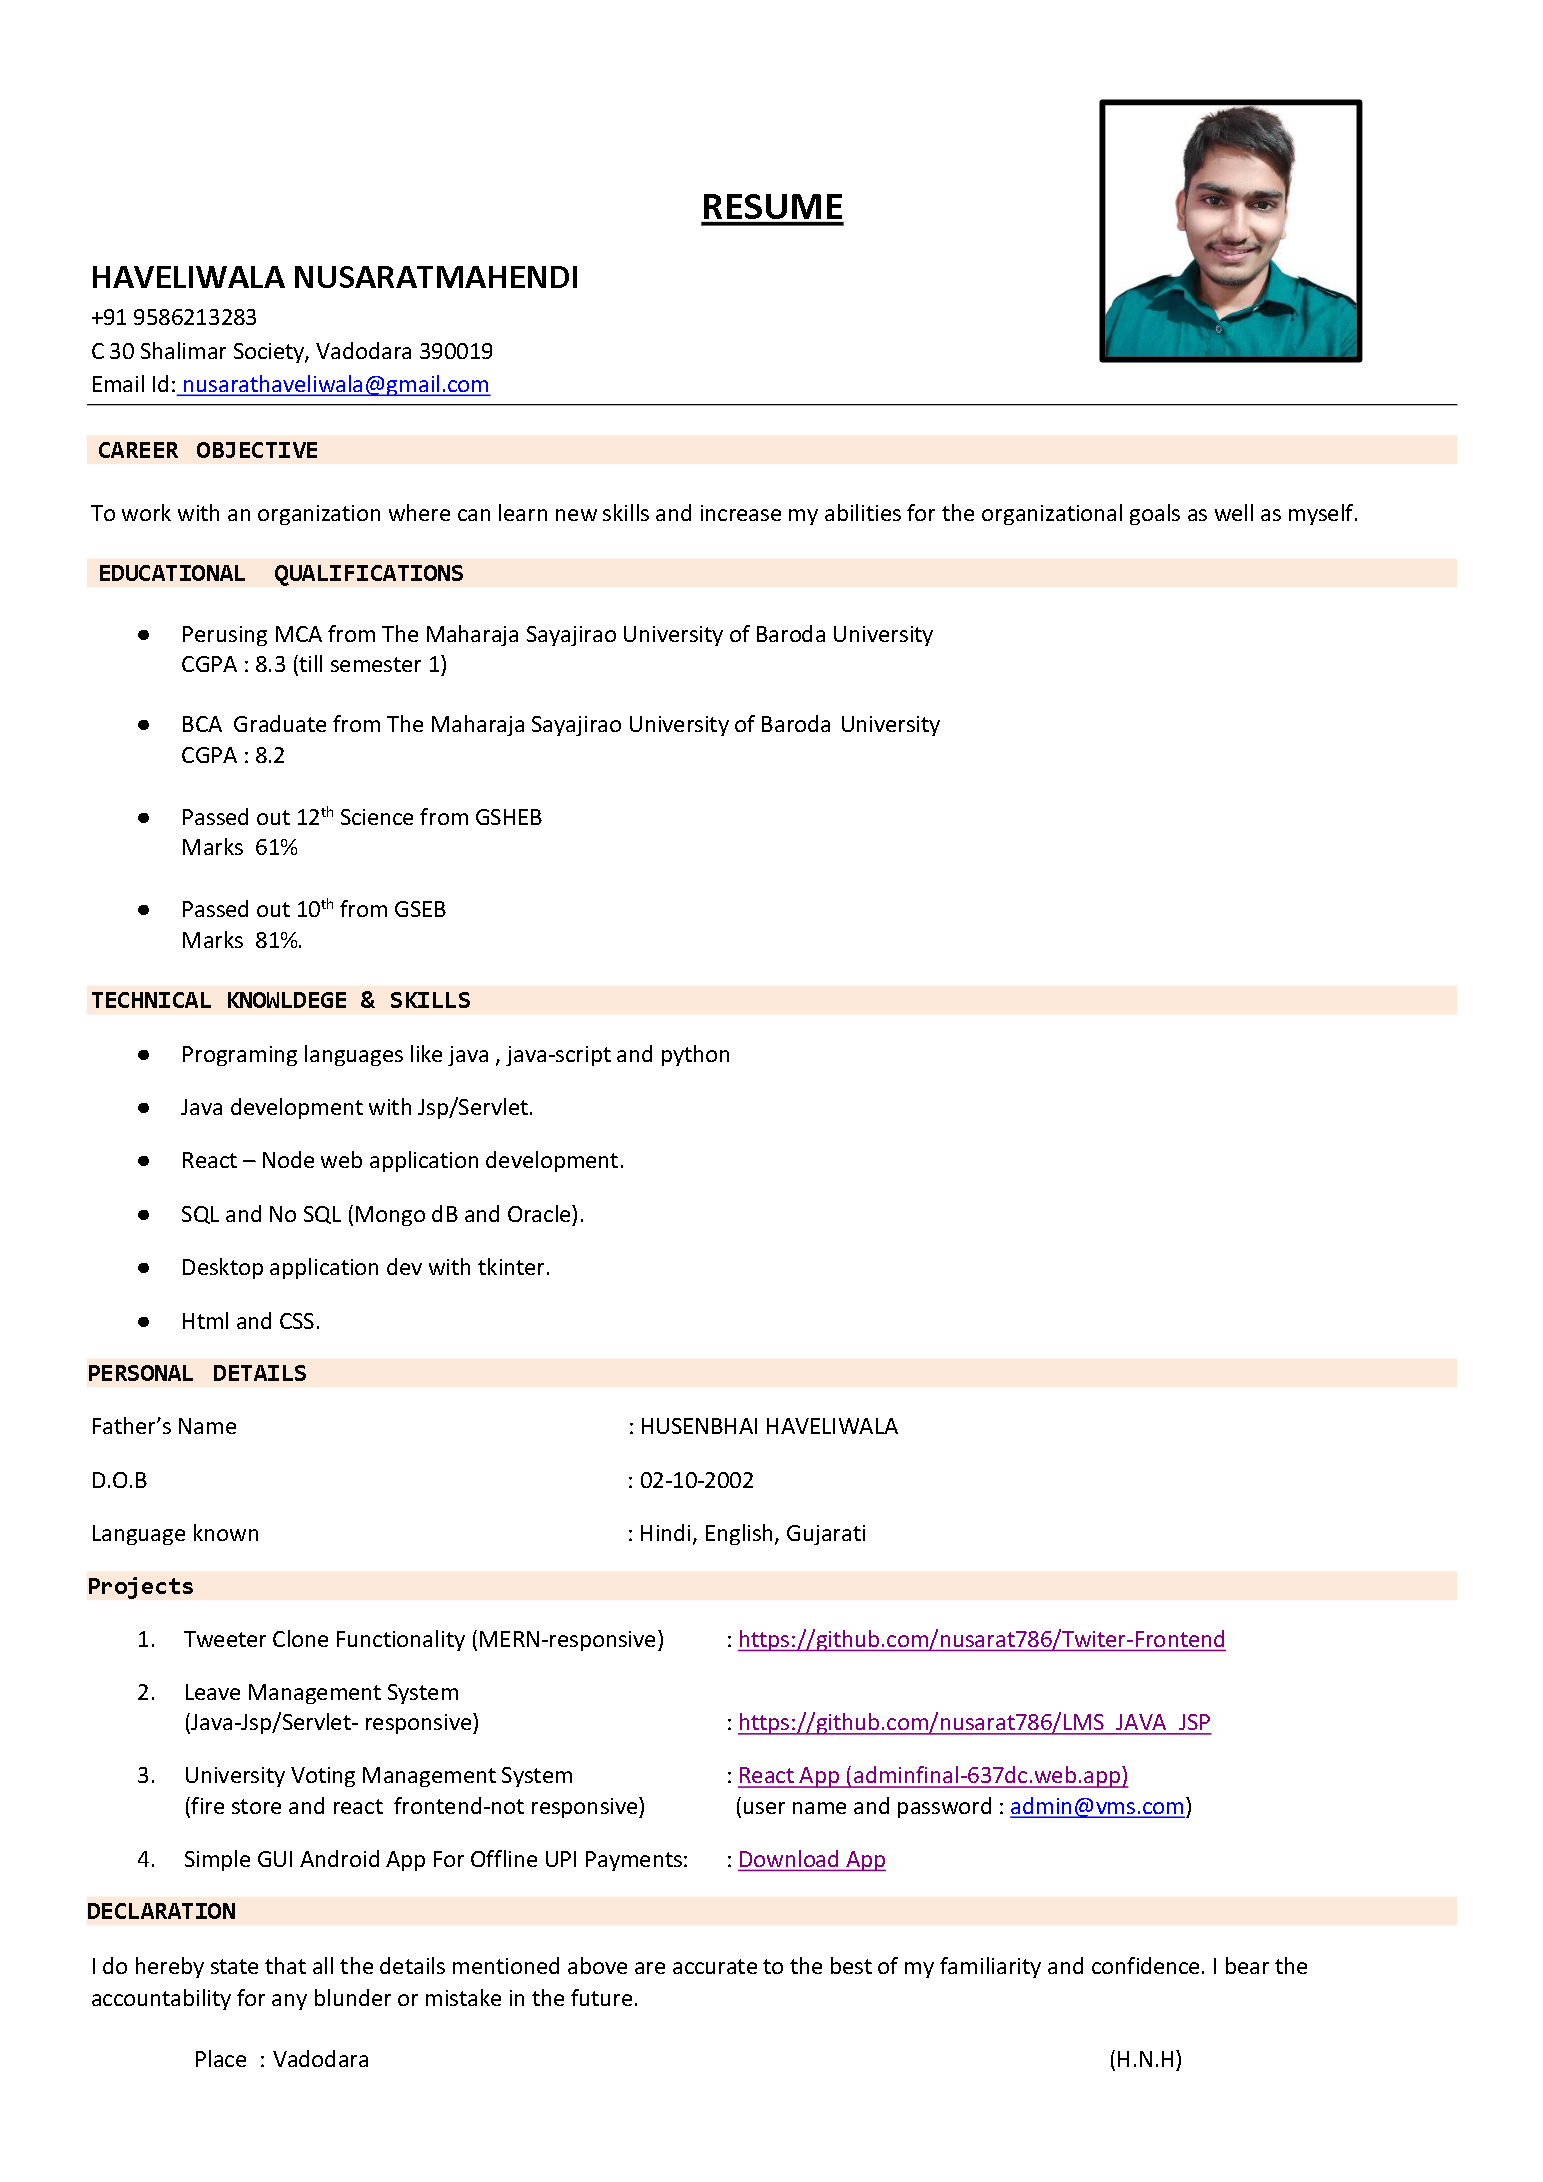 RESUME
HAVELIWALA NUSARATMAHENDI
+91 9586213283
C 30 Shalimar Society, Vadodara 390019
Email Id: nusarathaveliwala@gmail.com
CAREER OBJECTIVE
To work with an organization where can learn new skills and increase my abilities for the organizational goals as well as myself.
EDUCATIONAL QUALIFICATIONS
● Perusing MCA from The Maharaja Sayajirao University of Baroda University
CGPA : 8.3 (till semester 1)
● BCA Graduate from The Maharaja Sayajirao University of Baroda University
CGPA : 8.2
● Passed out 12th Science from GSHEB
Marks 61%
● Passed out 10th from GSEB
Marks 81%.
TECHNICAL KNOWLDEGE & SKILLS
● Programing languages like java , java-script and python
● Java development with Jsp/Servlet.
● React – Node web application development.
● SQL and No SQL (Mongo dB and Oracle).
● Desktop application dev with tkinter.
● Html and CSS.
PERSONAL DETAILS
Father’s Name : HUSENBHAI HAVELIWALA
D.O.B : 02-10-2002
Language known : Hindi, English, Gujarati
Projects
1. Tweeter Clone Functionality (MERN-responsive) : https://github.com/nusarat786/Twiter-Frontend
2. Leave Management System
(Java-Jsp/Servlet- responsive) : https://github.com/nusarat786/LMS_JAVA_JSP
3. University Voting Management System : React App (adminfinal-637dc.web.app)
(fire store and react frontend-not responsive) (user name and password : admin@vms.com)
4. Simple GUI Android App For Offline UPI Payments: : Download App
DECLARATION
I do hereby state that all the details mentioned above are accurate to the best of my familiarity and confidence. I bear the
accountability for any blunder or mistake in the future.
Place : Vadodara (H.N.H)